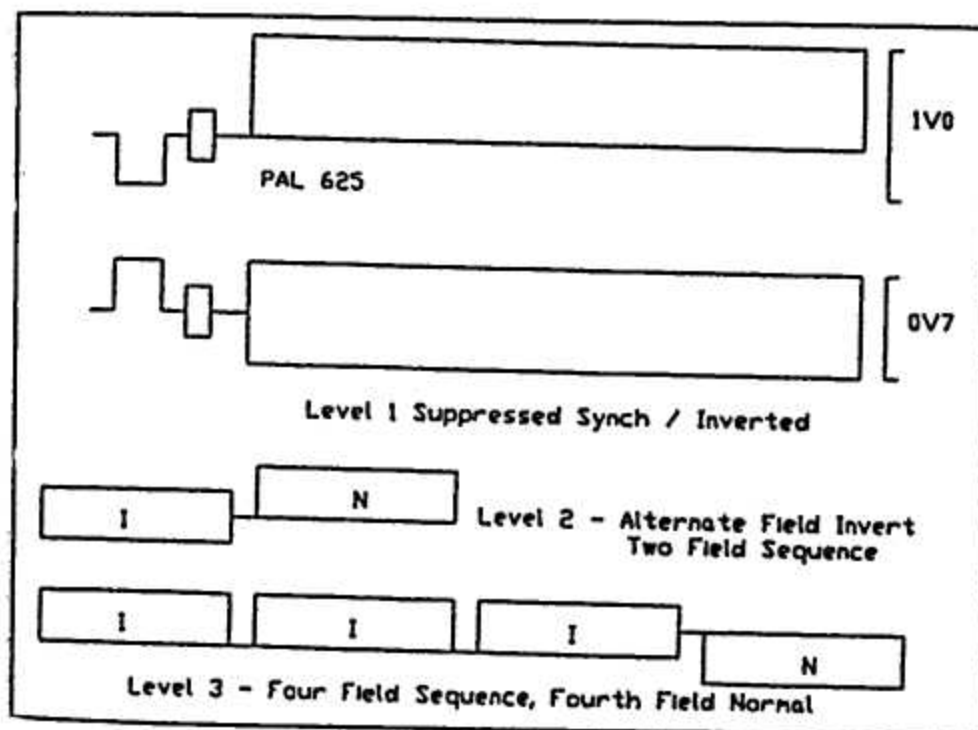 1V0
PAL 625
0V7
Level 1 Suppressed Synch / Inverted
I
N
Level 2 - Alternate Field Invert
Two Field Sequence
I
I
I
N
Level 3 - Four Field Sequence, Fourth Field Normal